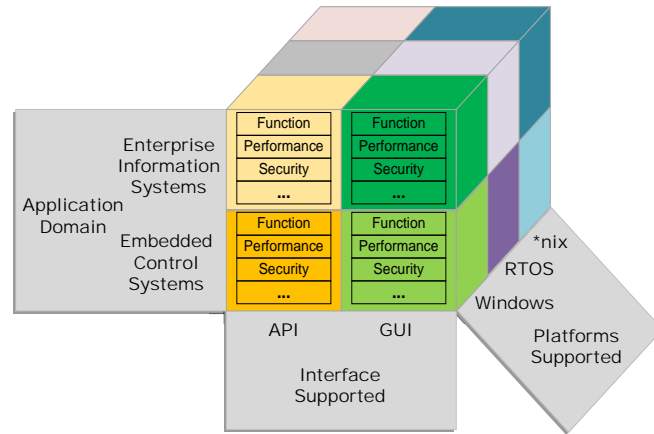 Function
Function
Performance
Performance
Security
Security
...
...
Enterprise
Information
Systems
Application
Domain
Function
Function
Performance
Performance
Security
Security
...
...
Embedded
Control
Systems
*nix
RTOS
Windows
Platforms
Supported
API
GUI
Interface
Supported